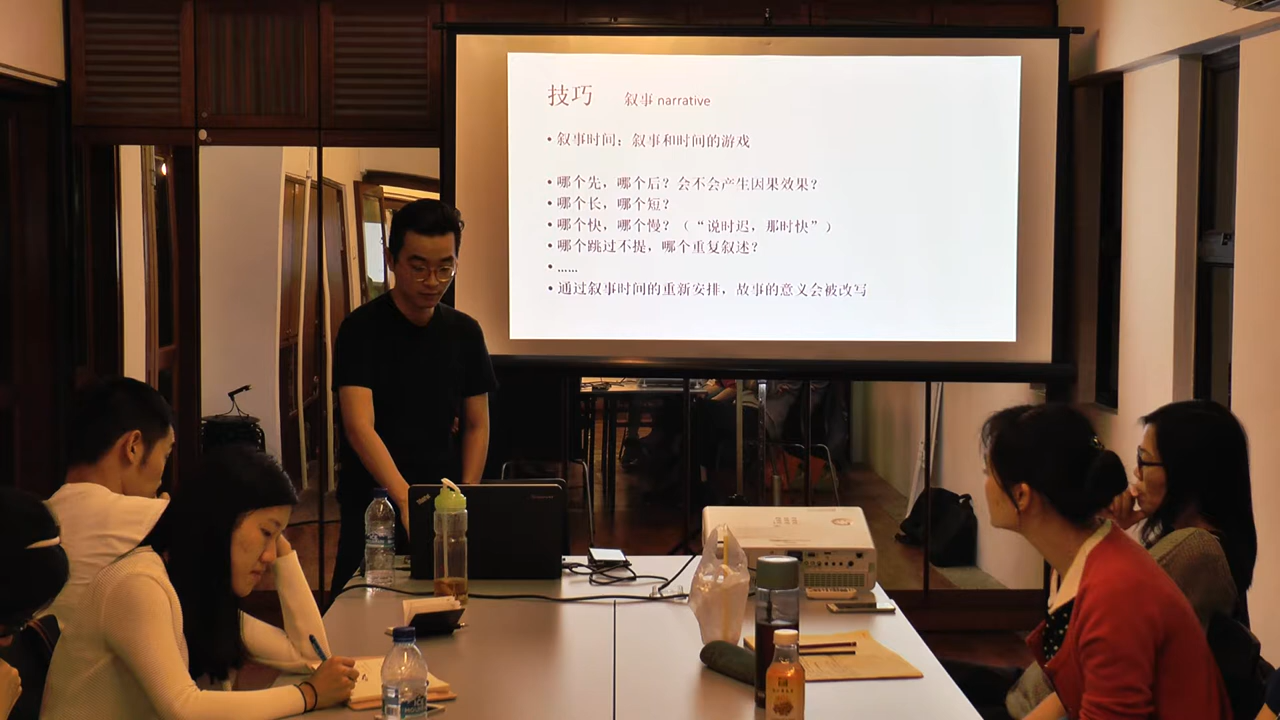 技巧 叙事 narrative
• 叙事时间：叙事和时间的游戏
• 哪个先，哪个后？会不会产生因果效果？
• 哪个长，哪个短？
• 哪个快，哪个慢？（“说时迟，那时快”）
• 哪个跳过不提，哪个重复叙述？
• ……
• 通过叙事时间的重新安排，故事的意义会被改写